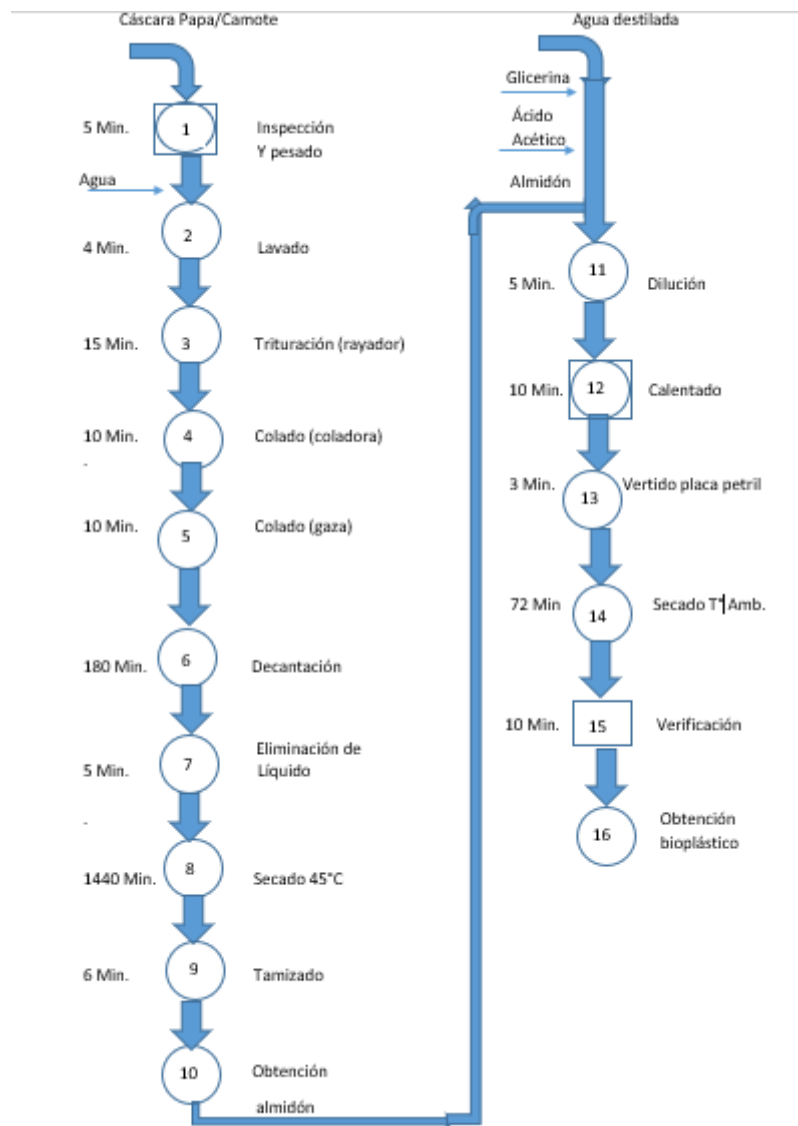 Cáscara Papa/Camote
5 Min.
1
Inspección
Y pesado
Agua
2
4 Min.
Lavado
15 Min.
3
Trituración (rayador)
10 Min.
4
Colado (coladora)
-
10 Min.
5
Colado (gaza)
180 Min.
6
Decantación
5 Min.
7
Eliminación de
Líquido
-
1440 Min.
8
Secado 45°C
6 Min.
9
Tamizado
10
Obtención
almidón
Agua destilada
Glicerina
Ácido
Acético
Almidón
5 Min.
11
Dilución
10 Min.
12
Calentado
3 Min.
13
Vertido placa petril
72 Min
14
Secado T° Amb.
10 Min.
15
Verificación
16
Obtención
bioplástico